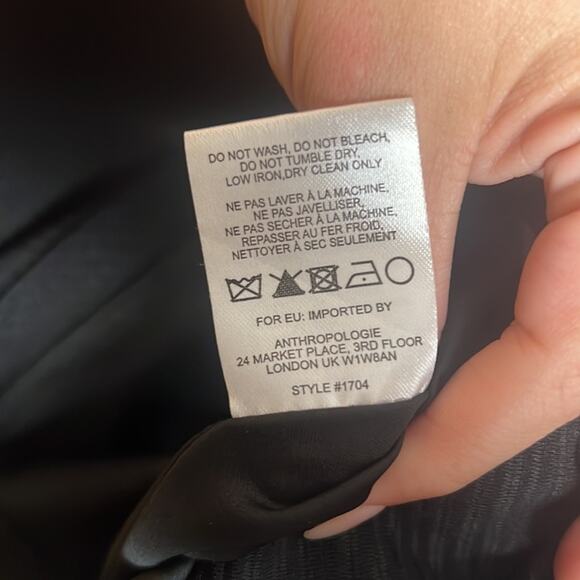 DO NOT WASH, DO NOT BLEACH,
DO NOT TUMBLE DRY,
LOW IRON,DRY CLEAN ONLY
NE PAS LAVER À LA MACHINE,
NE PAS JAVELLISER,
NE PAS SECHER À LA MACHINE,
REPASSER AU FER FROID,
NETTOYER À SEC SEULEMENT
FOR EU: IMPORTED BY
ANTHROPOLOGIE
24 MARKET PLACE, 3RD FLOOR
LONDON UK W1W8AN
STYLE #1704